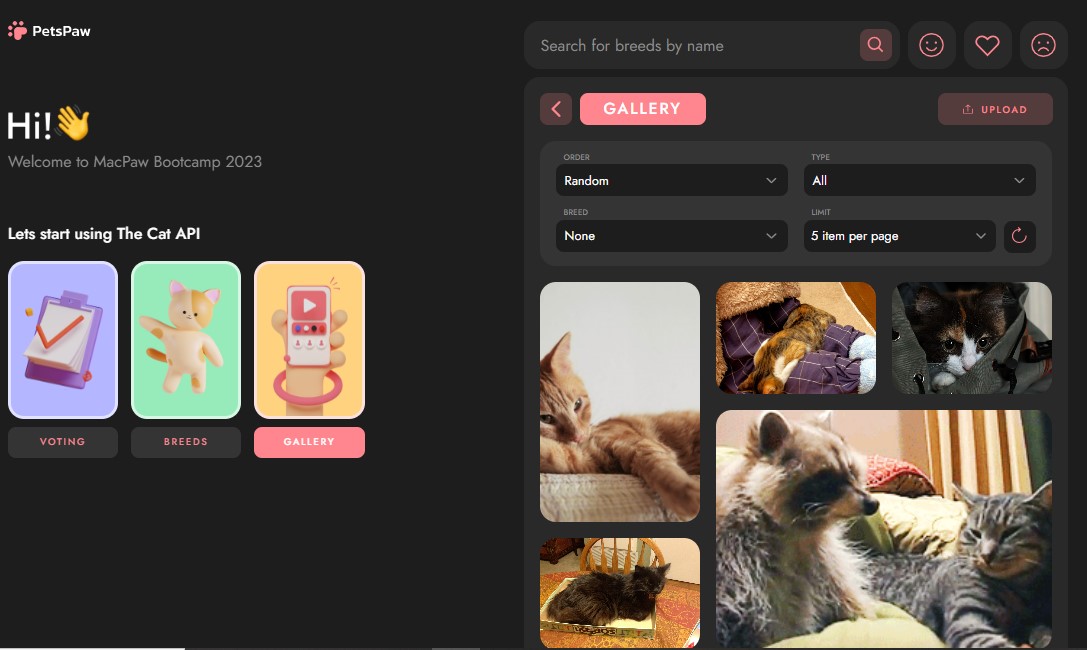 PetsPaw
Hi!👋
Welcome to MacPaw Bootcamp 2023
Lets start using The Cat API
VOTING
BREEDS
GALLERY
Search for breeds by name
GALLERY
UPLOAD
ORDER
Random
TYPE
All
BREED
None
LIMIT
5 item per page